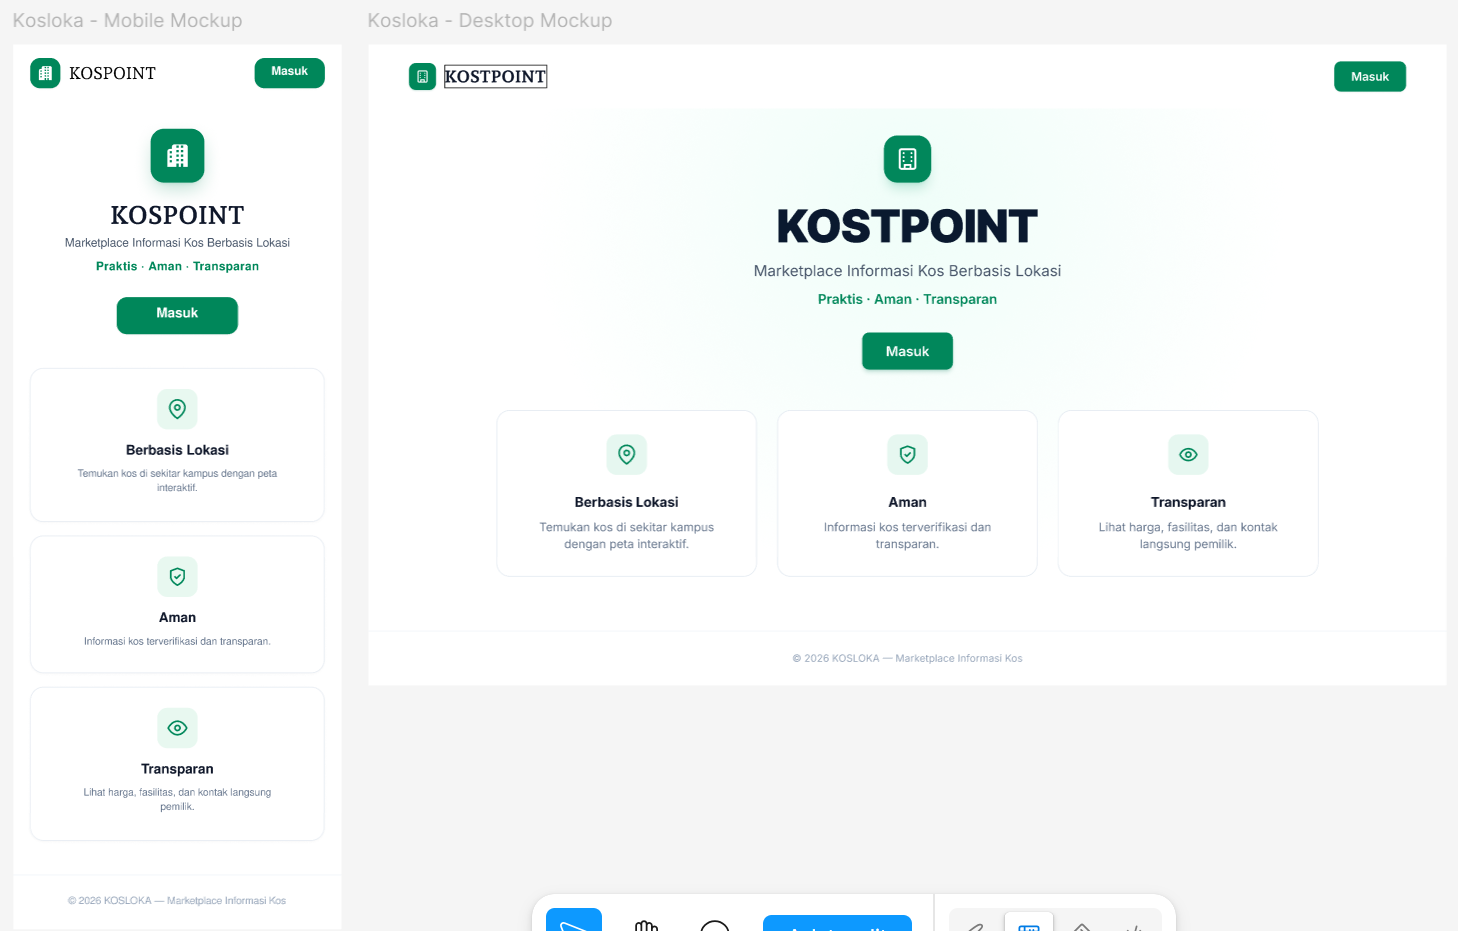 Kosloka - Mobile Mockup
KOSPOINT
Masuk
KOSPOINT
Marketplace Informasi Kos Berbasis Lokasi
Praktis · Aman · Transparan
Masuk
Berbasis Lokasi
Temukan kos di sekitar kampus dengan peta
interaktif.
Aman
Informasi kos terverifikasi dan transparan.
Transparan
Lihat harga, fasilitas, dan kontak langsung
pemilik.
© 2026 KOSLOKA — Marketplace Informasi Kos
Kosloka - Desktop Mockup
KOSTPOINT
Masuk
KOSTPOINT
Marketplace Informasi Kos Berbasis Lokasi
Praktis · Aman · Transparan
Masuk
Berbasis Lokasi
Temukan kos di sekitar kampus
dengan peta interaktif.
Aman
Informasi kos terverifikasi dan
transparan.
Transparan
Lihat harga, fasilitas, dan kontak
langsung pemilik.
© 2026 KOSLOKA — Marketplace Informasi Kos